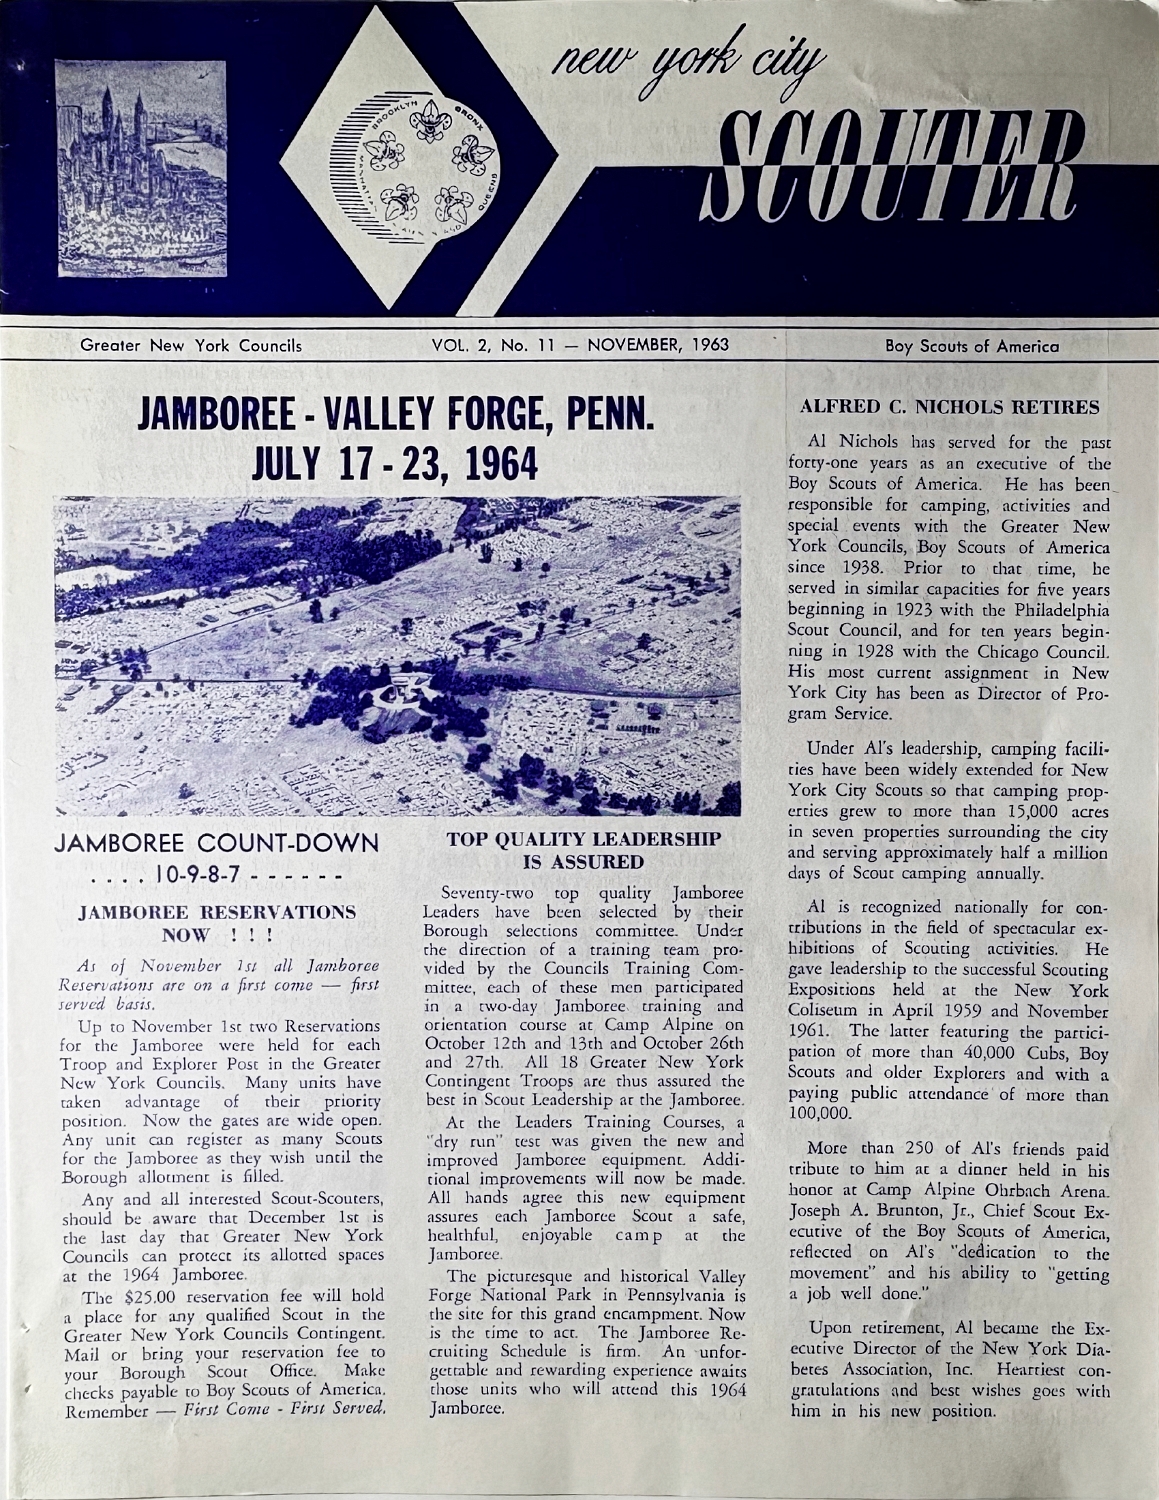 new york city
SCOUTER
BROOKLYN
BRONX
QUEENS
Greater New York Councils
VOL. 2, No. 11 — NOVEMBER, 1963
Boy Scouts of America
JAMBOREE - VALLEY FORGE, PENN.
JULY 17 - 23, 1964
JAMBOREE COUNT-DOWN
. . . . 10-9-8-7 - - - - - -
JAMBOREE RESERVATIONS
NOW ! ! !
As of November 1st all Jamboree
Reservations are on a first come — first
served basis.
Up to November 1st two Reservations
for the Jamboree were held for each
Troop and Explorer Post in the Greater
New York Councils. Many units have
taken advantage of their priority
position. Now the gates are wide open.
Any unit can register as many Scouts
for the Jamboree as they wish until the
Borough allotment is filled.
Any and all interested Scout-Scouters,
should be aware that December 1st is
the last day that Greater New York
Councils can protect its allotted spaces
at the 1964 Jamboree.
The $25.00 reservation fee will hold
a place for any qualified Scout in the
Greater New York Councils Contingent.
Mail or bring your reservation fee to
your Borough Scout Office. Make
checks payable to Boy Scouts of America.
Remember — First Come - First Served.
TOP QUALITY LEADERSHIP
IS ASSURED
Seventy-two top quality Jamboree
Leaders have been selected by their
Borough selections committee. Under
the direction of a training team pro-
vided by the Councils Training Com-
mittee, each of these men participated
in a two-day Jamboree training and
orientation course at Camp Alpine on
October 12th and 13th and October 26th
and 27th. All 18 Greater New York
Contingent Troops are thus assured the
best in Scout Leadership at the Jamboree.
At the Leaders Training Courses, a
"dry run" test was given the new and
improved Jamboree equipment. Addi-
tional improvements will now be made.
All hands agree this new equipment
assures each Jamboree Scout a safe,
healthful, enjoyable camp at the
Jamboree.
The picturesque and historical Valley
Forge National Park in Pennsylvania is
the site for this grand encampment. Now
is the time to act. The Jamboree Re-
cruiting Schedule is firm. An unfor-
gettable and rewarding experience awaits
those units who will attend this 1964
Jamboree.
ALFRED C. NICHOLS RETIRES
Al Nichols has served for the past
forty-one years as an executive of the
Boy Scouts of America. He has been
responsible for camping, activities and
special events with the Greater New
York Councils, Boy Scouts of America
since 1938. Prior to that time, he
served in similar capacities for five years
beginning in 1923 with the Philadelphia
Scout Council, and for ten years begin-
ning in 1928 with the Chicago Council.
His most current assignment in New
York City has been as Director of Pro-
gram Service.
Under Al's leadership, camping facili-
ties have been widely extended for New
York City Scouts so that camping prop-
erties grew to more than 15,000 acres
in seven properties surrounding the city
and serving approximately half a million
days of Scout camping annually.
Al is recognized nationally for con-
tributions in the field of spectacular ex-
hibitions of Scouting activities. He
gave leadership to the successful Scouting
Expositions held at the New York
Coliseum in April 1959 and November
1961. The latter featuring the partici-
pation of more than 40,000 Cubs, Boy
Scouts and older Explorers and with a
paying public attendance of more than
100,000.
More than 250 of Al's friends paid
tribute to him at a dinner held in his
honor at Camp Alpine Ohrbach Arena.
Joseph A. Brunton, Jr., Chief Scout Ex-
ecutive of the Boy Scouts of America,
reflected on Al's "dedication to the
movement" and his ability to "getting
a job well done."
Upon retirement, Al became the Ex-
ecutive Director of the New York Dia-
betes Association, Inc. Heartiest con-
gratulations and best wishes goes with
him in his new position.